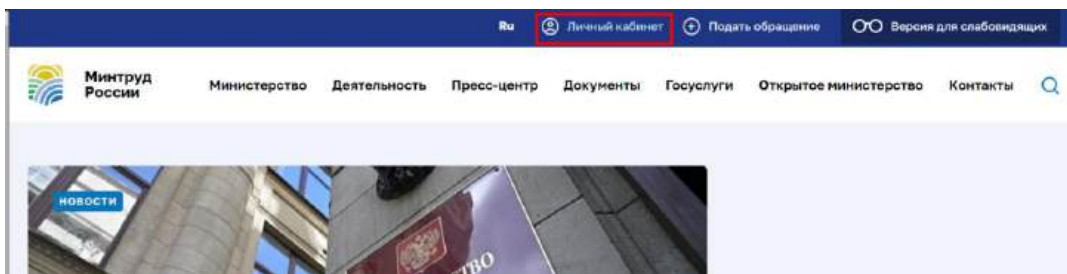 Ru Личный кабинет Подать обращение Версия для слабовидящих
Минтруд
России
Министерство Деятельность Пресс-центр Документы Госуслуги Открытое министерство Контакты
НОВОСТИ